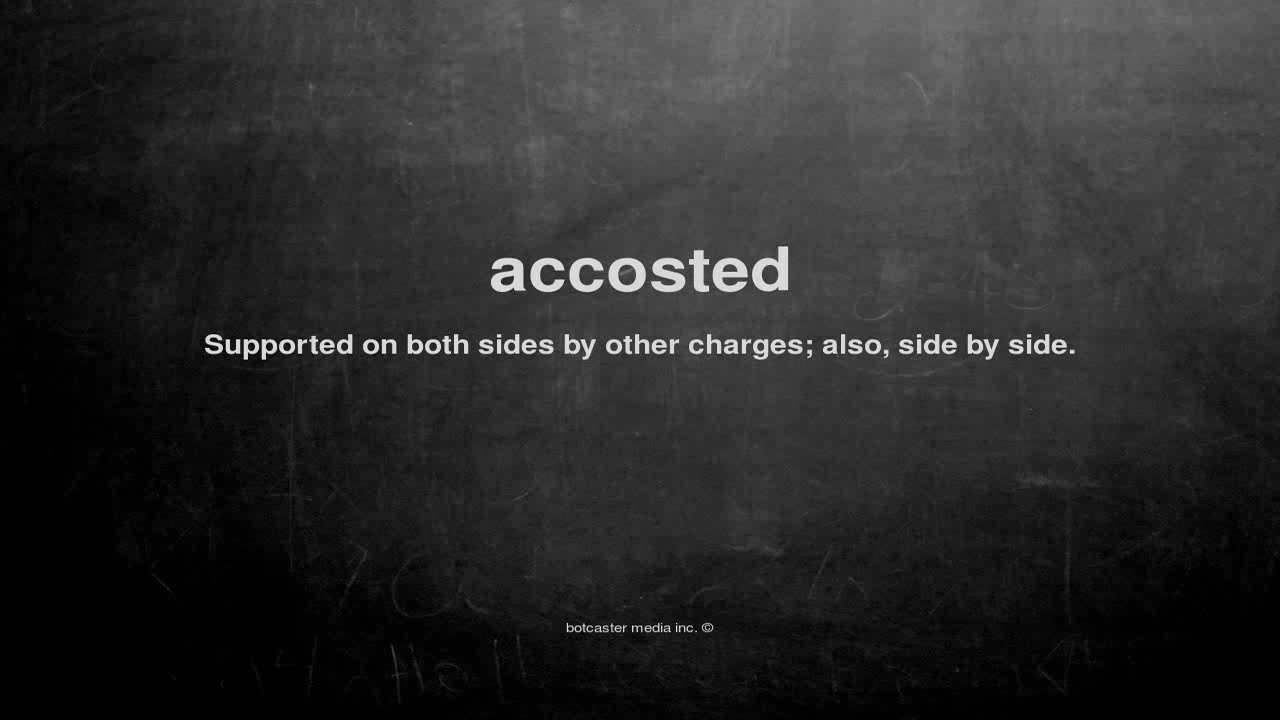 accosted
Supported on both sides by other charges; also, side by side.
botcaster media inc. ©